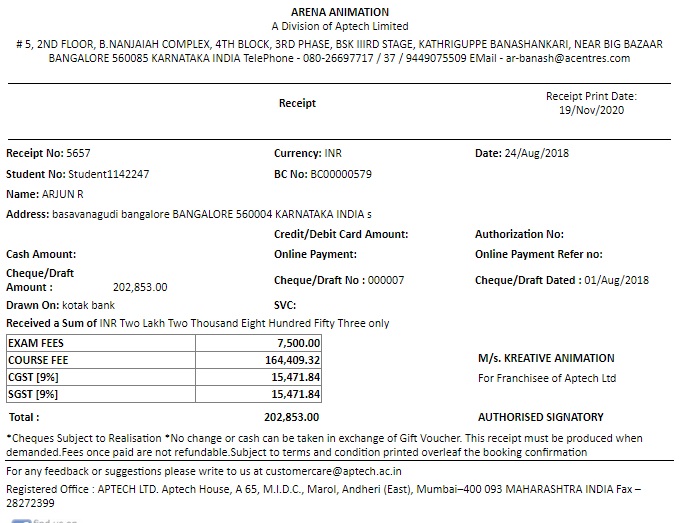 ARENA ANIMATION
A Division of Aptech Limited
# 5, 2ND FLOOR, B.NANJAIAH COMPLEX, 4TH BLOCK, 3RD PHASE, BSK IIIRD STAGE, KATHRIGUPPE BANASHANKARI, NEAR BIG BAZAAR
BANGALORE 560085 KARNATAKA INDIA TelePhone - 080-26697717 / 37 / 9449075509 EMail - ar-banash@acentres.com
Receipt
Receipt Print Date:
19/Nov/2020
Receipt No: 5657 Currency: INR Date: 24/Aug/2018
Student No: Student1142247 BC No: BC00000579
Name: ARJUN R
Address: basavanagudi bangalore BANGALORE 560004 KARNATAKA INDIA s
Credit/Debit Card Amount: Authorization No:
Cash Amount: Online Payment: Online Payment Refer no:
Cheque/Draft
Amount : 202,853.00 Cheque/Draft No : 000007 Cheque/Draft Dated : 01/Aug/2018
Drawn On: kotak bank SVC:
Received a Sum of INR Two Lakh Two Thousand Eight Hundred Fifty Three only
EXAM FEES 7,500.00
COURSE FEE 164,409.32 M/s. KREATIVE ANIMATION
CGST [9%] 15,471.84 For Franchisee of Aptech Ltd
SGST [9%] 15,471.84
Total : 202,853.00 AUTHORISED SIGNATORY
*Cheques Subject to Realisation *No change or cash can be taken in exchange of Gift Voucher. This receipt must be produced when
demanded.Fees once paid are not refundable.Subject to terms and condition printed overleaf the booking confirmation
For any feedback or suggestions please write to us at customercare@aptech.ac.in
Registered Office : APTECH LTD. Aptech House, A 65, M.I.D.C., Marol, Andheri (East), Mumbai–400 093 MAHARASHTRA INDIA Fax –
28272399